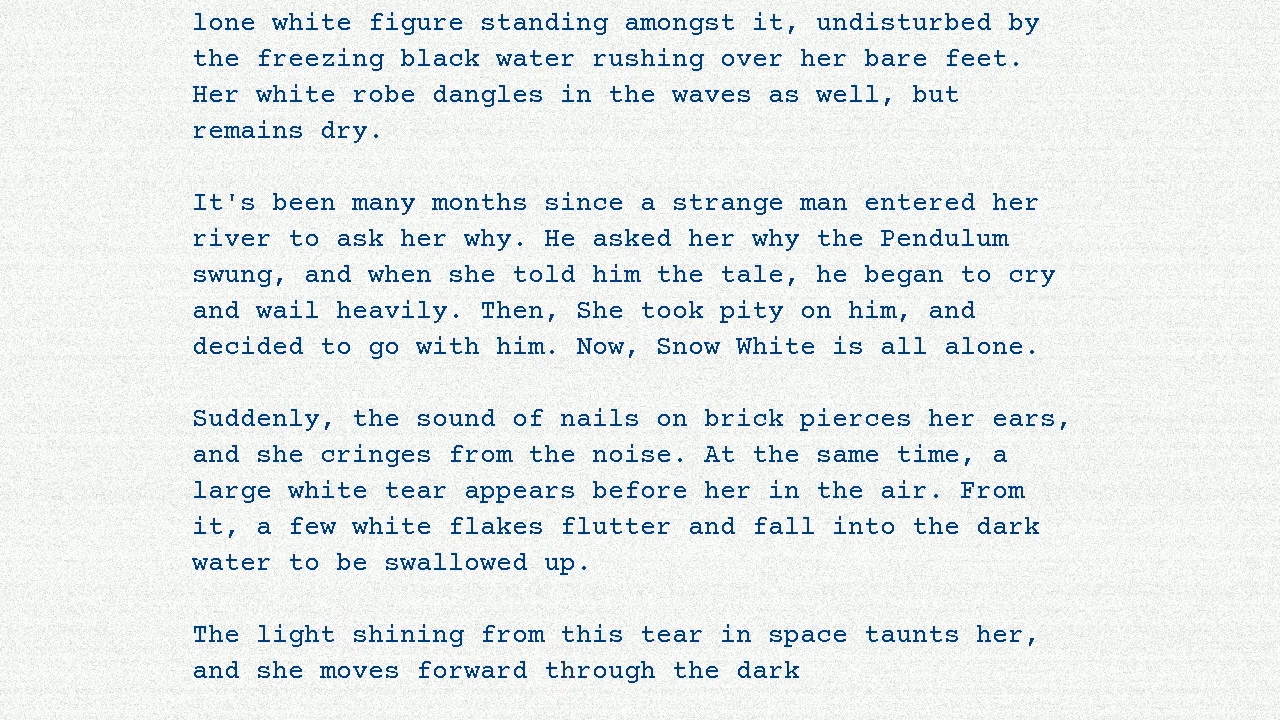 lone white figure standing amongst it, undisturbed by
the freezing black water rushing over her bare feet.
Her white robe dangles in the waves as well, but
remains dry.
It's been many months since a strange man entered her
river to ask her why. He asked her why the Pendulum
swung, and when she told him the tale, he began to cry
and wail heavily. Then, She took pity on him, and
decided to go with him. Now, Snow White is all alone.
Suddenly, the sound of nails on brick pierces her ears,
and she cringes from the noise. At the same time, a
large white tear appears before her in the air. From
it, a few white flakes flutter and fall into the dark
water to be swallowed up.
The light shining from this tear in space taunts her,
and she moves forward through the dark